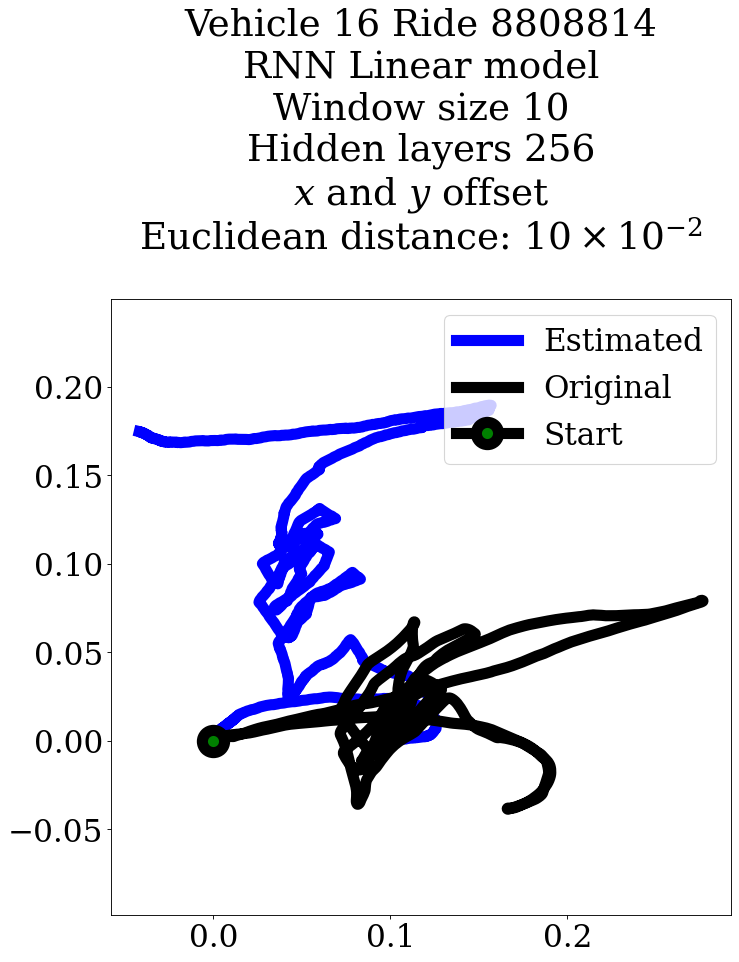 Vehicle 16 Ride 8808814
RNN Linear model
Window size 10
Hidden layers 256
x and y offset
Euclidean distance: 10 × 10⁻²
Estimated
Original
Start
0.20
0.15
0.10
0.05
0.00
−0.05
0.0 0.1 0.2